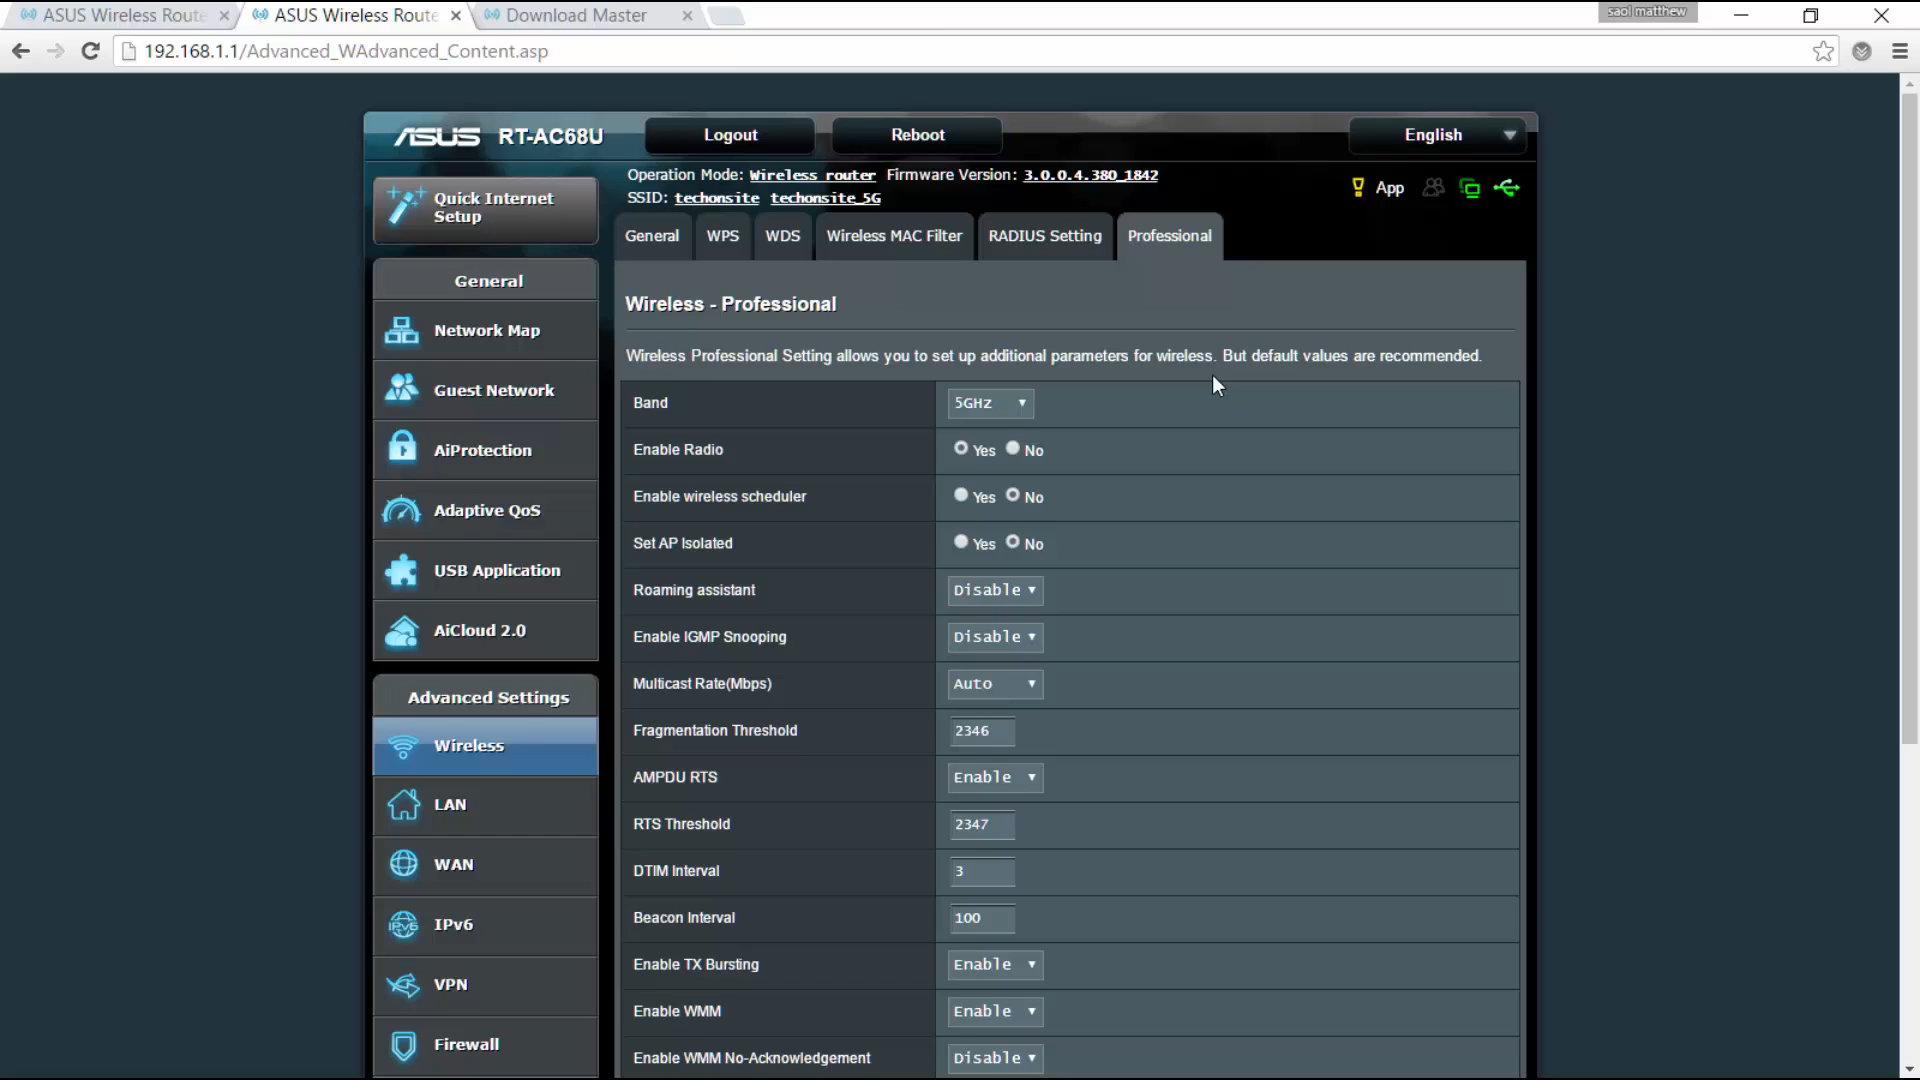 ASUS Wireless Route
ASUS Wireless Route
Download Master
saol matthew
192.168.1.1/Advanced_WAdvanced_Content.asp
ASUS RT-AC68U
Logout
Reboot
English
Quick Internet
Setup
Operation Mode: Wireless router Firmware Version: 3.0.0.4.380_1842
SSID: techonsite techonsite_5G
App
General
WPS
WDS
Wireless MAC Filter
RADIUS Setting
Professional
General
Network Map
Guest Network
AiProtection
Adaptive QoS
USB Application
AiCloud 2.0
Advanced Settings
Wireless
LAN
WAN
IPv6
VPN
Firewall
Wireless - Professional
Wireless Professional Setting allows you to set up additional parameters for wireless. But default values are recommended.
Band 5GHz
Enable Radio Yes No
Enable wireless scheduler Yes No
Set AP Isolated Yes No
Roaming assistant Disable
Enable IGMP Snooping Disable
Multicast Rate(Mbps) Auto
Fragmentation Threshold 2346
AMPDU RTS Enable
RTS Threshold 2347
DTIM Interval 3
Beacon Interval 100
Enable TX Bursting Enable
Enable WMM Enable
Enable WMM No-Acknowledgement Disable